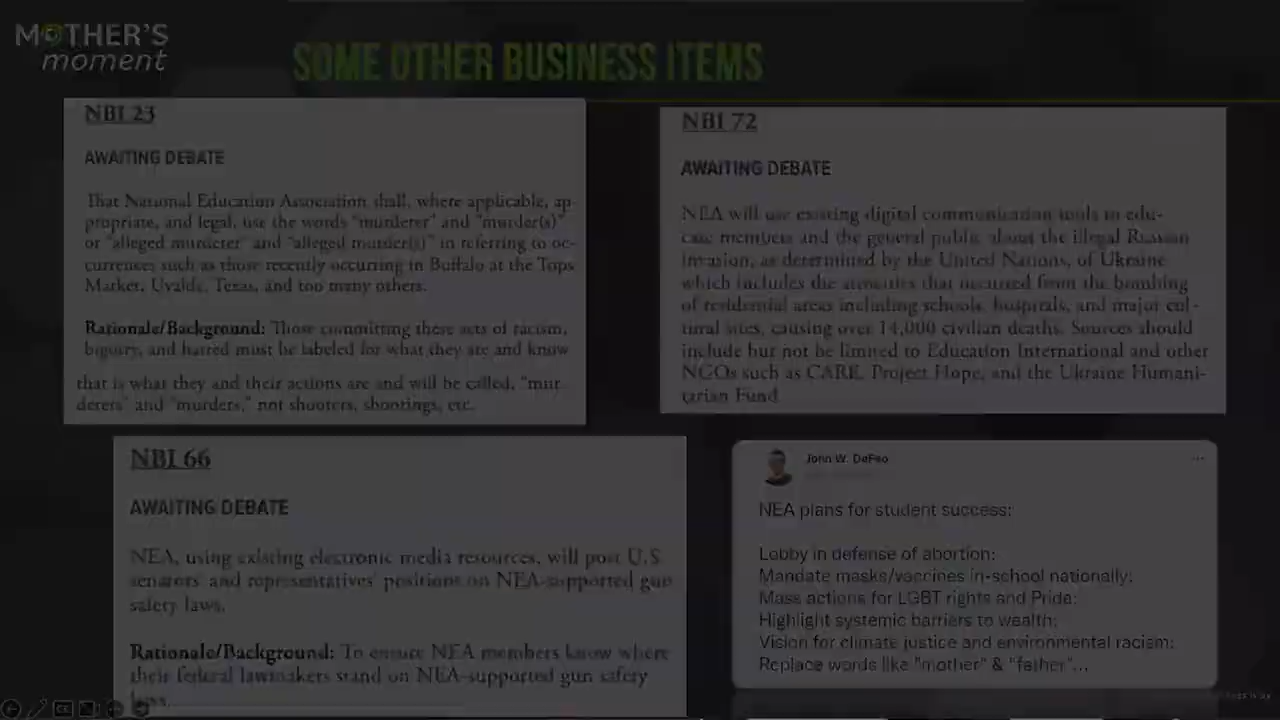 MOTHER'S
moment
SOME OTHER BUSINESS ITEMS
NBI 23
AWAITING DEBATE
That National Education Association shall, where applicable, ap-
propriate, and legal, use the words "murderer" and "murder(s)"
or "alleged murderer" and "alleged murder(s)" in referring to oc-
currences such as those recently occurring in Buffalo at the Tops
Market, Uvalde, Texas, and too many others.
Rationale/Background: Those committing these acts of racism,
bigotry, and hatred must be labeled for what they are and know
that is what they and their actions are and will be called, "mur-
derers" and "murders," not shooters, shootings, etc.
NBI 72
AWAITING DEBATE
NEA will use existing digital communication tools to edu-
cate members and the general public about the illegal Russian
invasion, as determined by the United Nations, of Ukraine
which includes the atrocities that occurred from the bombing
of residential areas including schools, hospitals, and major cul-
tural sites, causing over 14,000 civilian deaths. Sources should
include but not be limited to Education International and other
NGOs such as CARE, Project Hope, and the Ukraine Humani-
tarian Fund
NBI 66
AWAITING DEBATE
NEA, using existing electronic media resources, will post U.S.
senators' and representatives' positions on NEA-supported gun
safety laws.
Rationale/Background: To ensure NEA members know where
their federal lawmakers stand on NEA-supported gun safety
laws.
John W. DeFeo
NEA plans for student success:
Lobby in defense of abortion;
Mandate masks/vaccines in-school nationally;
Mass actions for LGBT rights and Pride;
Highlight systemic barriers to wealth;
Vision for climate justice and environmental racism;
Replace words like "mother" & "father"...